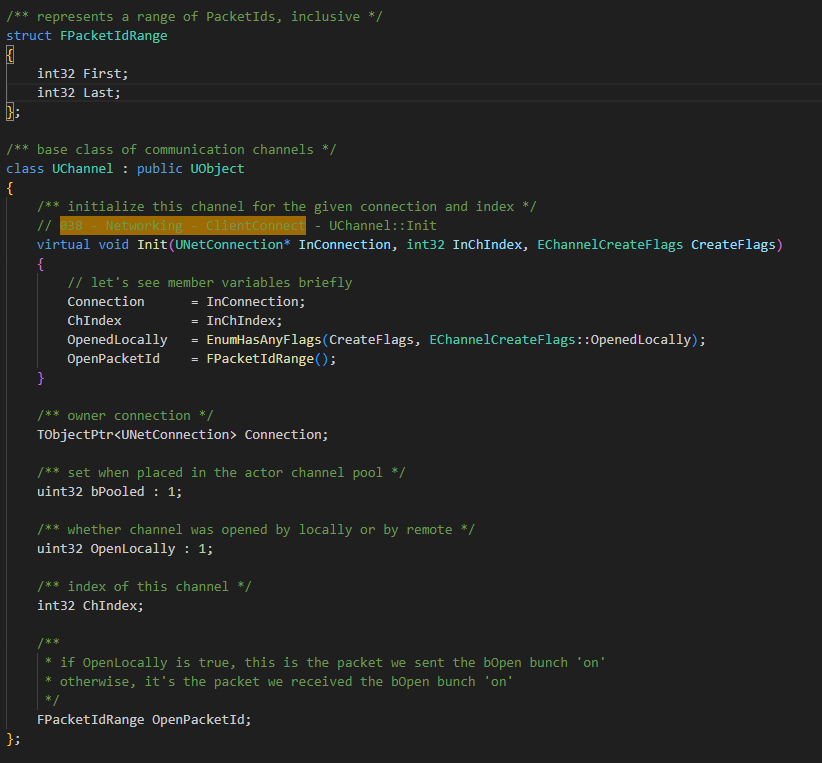 /** represents a range of PacketIds, inclusive */
struct FPacketIdRange
{
    int32 First;
    int32 Last;
};

/** base class of communication channels */
class UChannel : public UObject
{
    /** initialize this channel for the given connection and index */
    // 038 - Networking - ClientConnect - UChannel::Init
    virtual void Init(UNetConnection* InConnection, int32 InChIndex, EChannelCreateFlags CreateFlags)
    {
        // let's see member variables briefly
        Connection      = InConnection;
        ChIndex         = InChIndex;
        OpenedLocally   = EnumHasAnyFlags(CreateFlags, EChannelCreateFlags::OpenedLocally);
        OpenPacketId    = FPacketIdRange();
    }

    /** owner connection */
    TObjectPtr<UNetConnection> Connection;

    /** set when placed in the actor channel pool */
    uint32 bPooled : 1;

    /** whether channel was opened by locally or by remote */
    uint32 OpenLocally : 1;

    /** index of this channel */
    int32 ChIndex;

    /**
     * if OpenLocally is true, this is the packet we sent the bOpen bunch 'on'
     * otherwise, it's the packet we received the bOpen bunch 'on'
     */
    FPacketIdRange OpenPacketId;
};